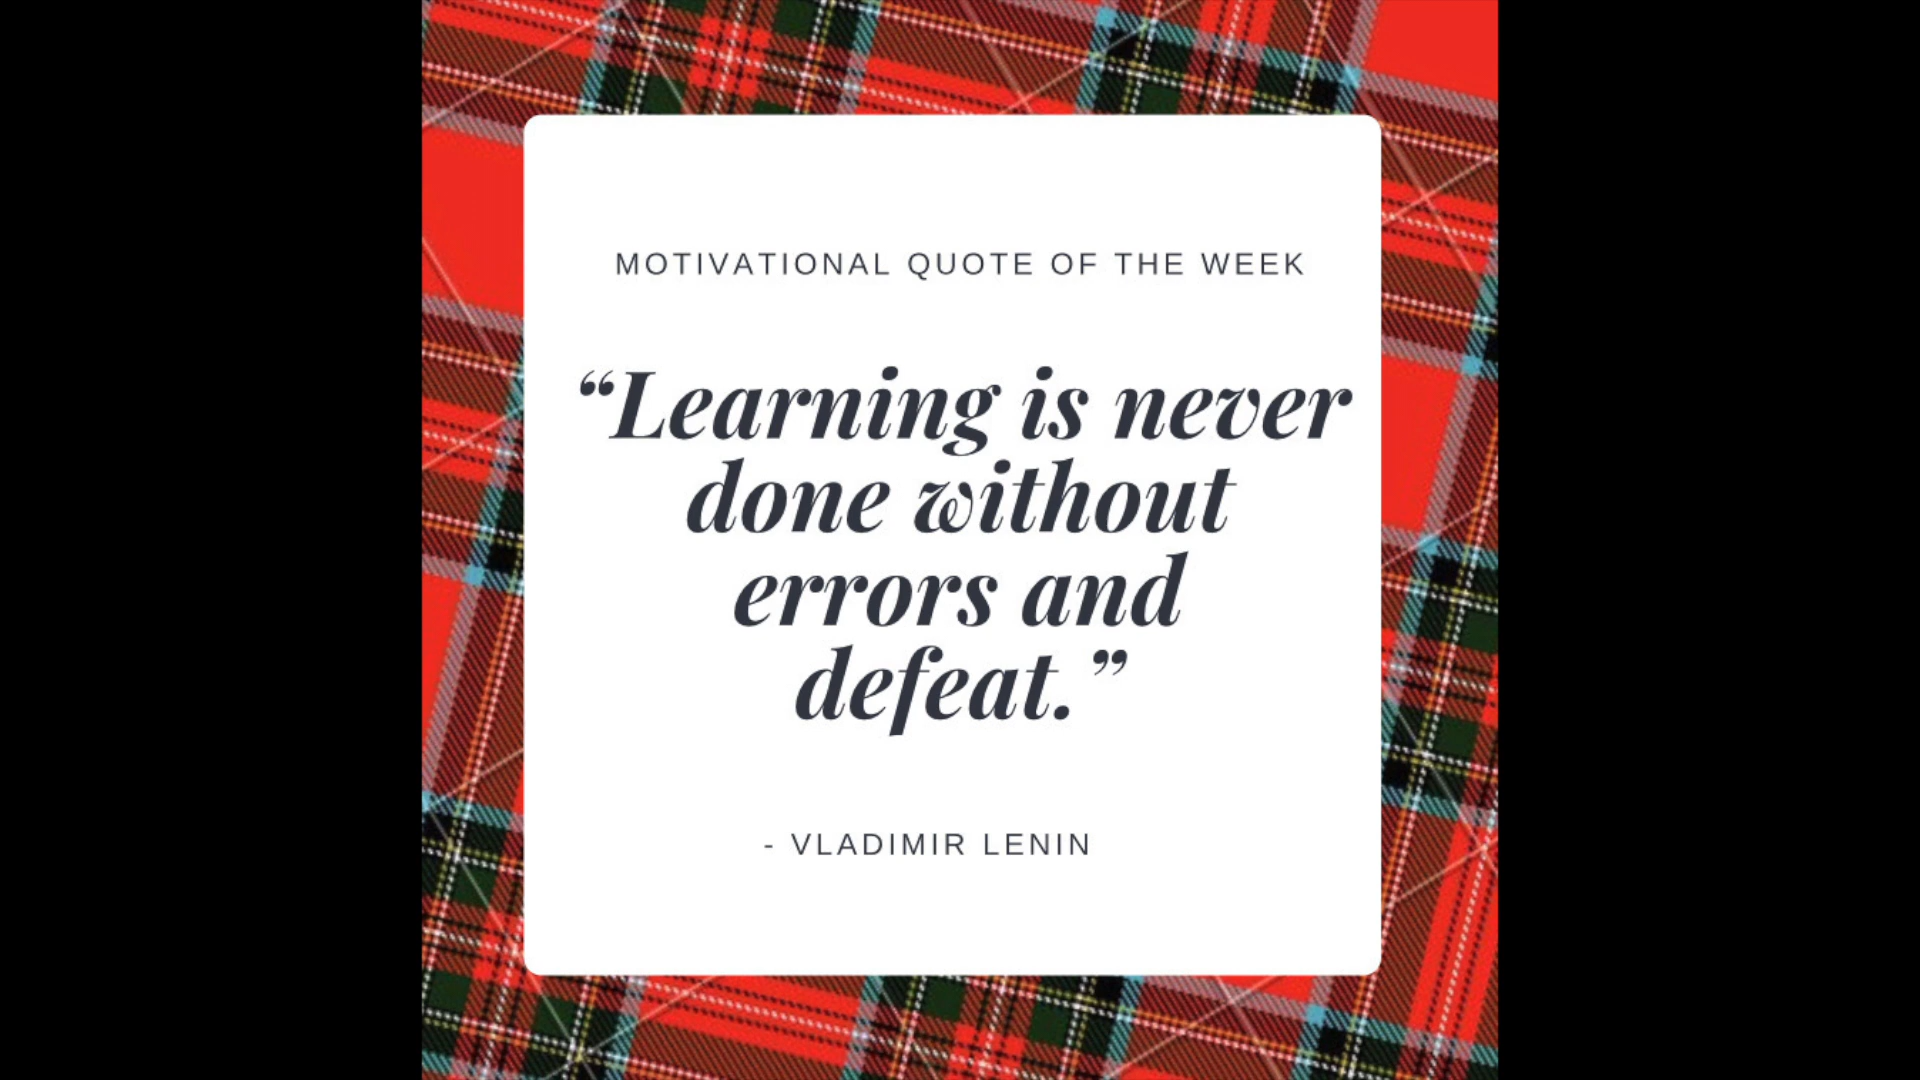 MOTIVATIONAL QUOTE OF THE WEEK
“Learning is never
done without
errors and
defeat.”
- VLADIMIR LENIN